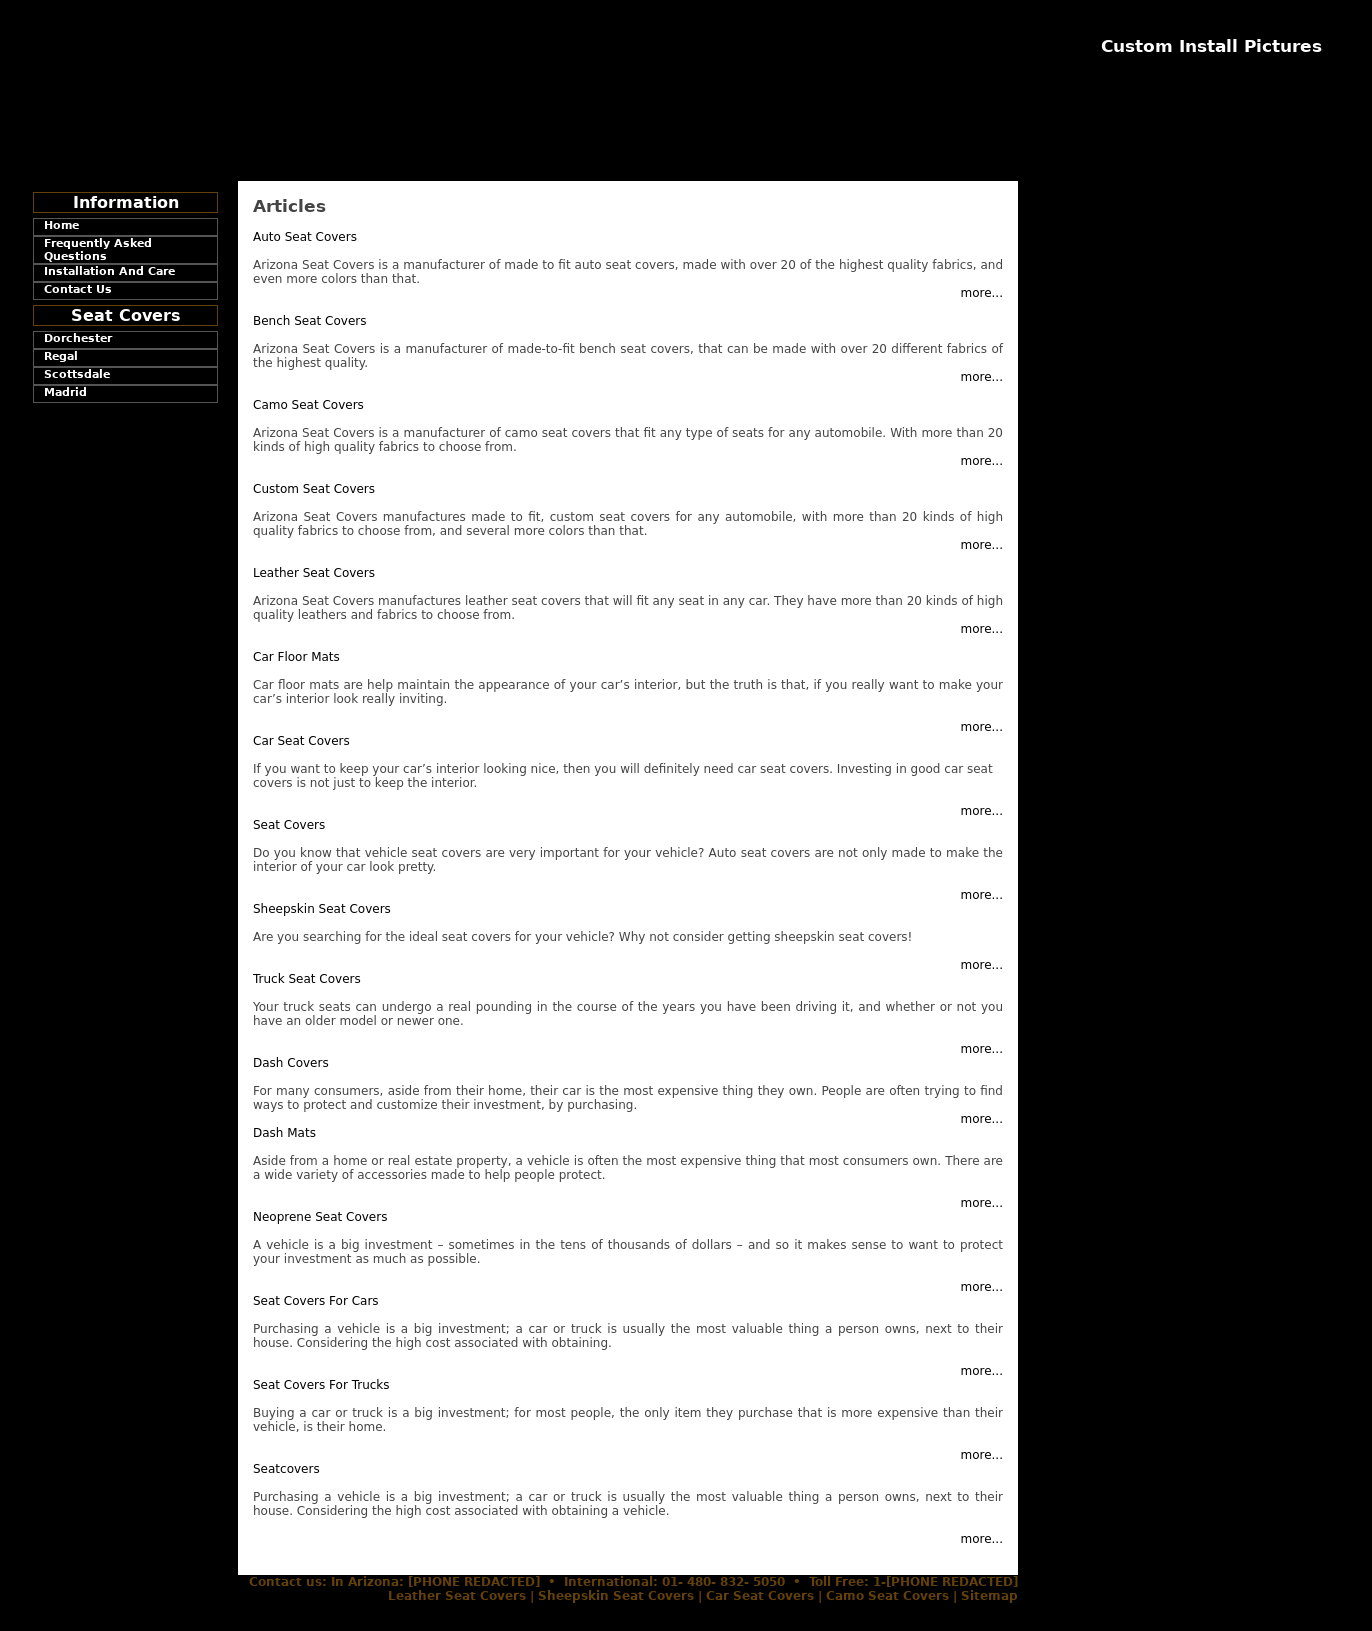 Custom Install Pictures
Information
Home
Frequently Asked
Questions
Installation And Care
Contact Us
Seat Covers
Dorchester
Regal
Scottsdale
Madrid
Articles
Auto Seat Covers
Arizona Seat Covers is a manufacturer of made to fit auto seat covers, made with over 20 of the highest quality fabrics, and
even more colors than that.
more...
Bench Seat Covers
Arizona Seat Covers is a manufacturer of made-to-fit bench seat covers, that can be made with over 20 different fabrics of
the highest quality.
more...
Camo Seat Covers
Arizona Seat Covers is a manufacturer of camo seat covers that fit any type of seats for any automobile. With more than 20
kinds of high quality fabrics to choose from.
more...
Custom Seat Covers
Arizona Seat Covers manufactures made to fit, custom seat covers for any automobile, with more than 20 kinds of high
quality fabrics to choose from, and several more colors than that.
more...
Leather Seat Covers
Arizona Seat Covers manufactures leather seat covers that will fit any seat in any car. They have more than 20 kinds of high
quality leathers and fabrics to choose from.
more...
Car Floor Mats
Car floor mats are help maintain the appearance of your car’s interior, but the truth is that, if you really want to make your
car’s interior look really inviting.
more...
Car Seat Covers
If you want to keep your car’s interior looking nice, then you will definitely need car seat covers. Investing in good car seat
covers is not just to keep the interior.
more...
Seat Covers
Do you know that vehicle seat covers are very important for your vehicle? Auto seat covers are not only made to make the
interior of your car look pretty.
more...
Sheepskin Seat Covers
Are you searching for the ideal seat covers for your vehicle? Why not consider getting sheepskin seat covers!
more...
Truck Seat Covers
Your truck seats can undergo a real pounding in the course of the years you have been driving it, and whether or not you
have an older model or newer one.
more...
Dash Covers
For many consumers, aside from their home, their car is the most expensive thing they own. People are often trying to find
ways to protect and customize their investment, by purchasing.
more...
Dash Mats
Aside from a home or real estate property, a vehicle is often the most expensive thing that most consumers own. There are
a wide variety of accessories made to help people protect.
more...
Neoprene Seat Covers
A vehicle is a big investment – sometimes in the tens of thousands of dollars – and so it makes sense to want to protect
your investment as much as possible.
more...
Seat Covers For Cars
Purchasing a vehicle is a big investment; a car or truck is usually the most valuable thing a person owns, next to their
house. Considering the high cost associated with obtaining.
more...
Seat Covers For Trucks
Buying a car or truck is a big investment; for most people, the only item they purchase that is more expensive than their
vehicle, is their home.
more...
Seatcovers
Purchasing a vehicle is a big investment; a car or truck is usually the most valuable thing a person owns, next to their
house. Considering the high cost associated with obtaining a vehicle.
more...
Contact us: In Arizona: [PHONE REDACTED] • International: 01- 480- 832- 5050 • Toll Free: 1-[PHONE REDACTED]
Leather Seat Covers | Sheepskin Seat Covers | Car Seat Covers | Camo Seat Covers | Sitemap